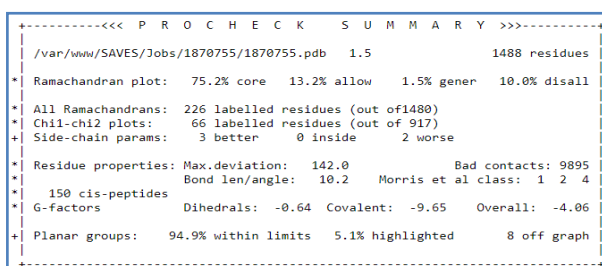 +----------<<< P R O C H E C K   S U M M A R Y >>>----------+
| |
| /var/www/SAVES/Jobs/1870755/1870755.pdb 1.5 1488 residues |
| |
*| Ramachandran plot: 75.2% core 13.2% allow 1.5% gener 10.0% disall |
| |
*| All Ramachandrans: 226 labelled residues (out of1480) |
*| Chi1-chi2 plots: 66 labelled residues (out of 917) |
+| Side-chain params: 3 better 0 inside 2 worse |
| |
*| Residue properties: Max.deviation: 142.0 Bad contacts: 9895 |
*| Bond len/angle: 10.2 Morris et al class: 1 2 4 |
*| 150 cis-peptides |
*| G-factors Dihedrals: -0.64 Covalent: -9.65 Overall: -4.06 |
| |
+| Planar groups: 94.9% within limits 5.1% highlighted 8 off graph |
| |
+----------------------------------------------------------+